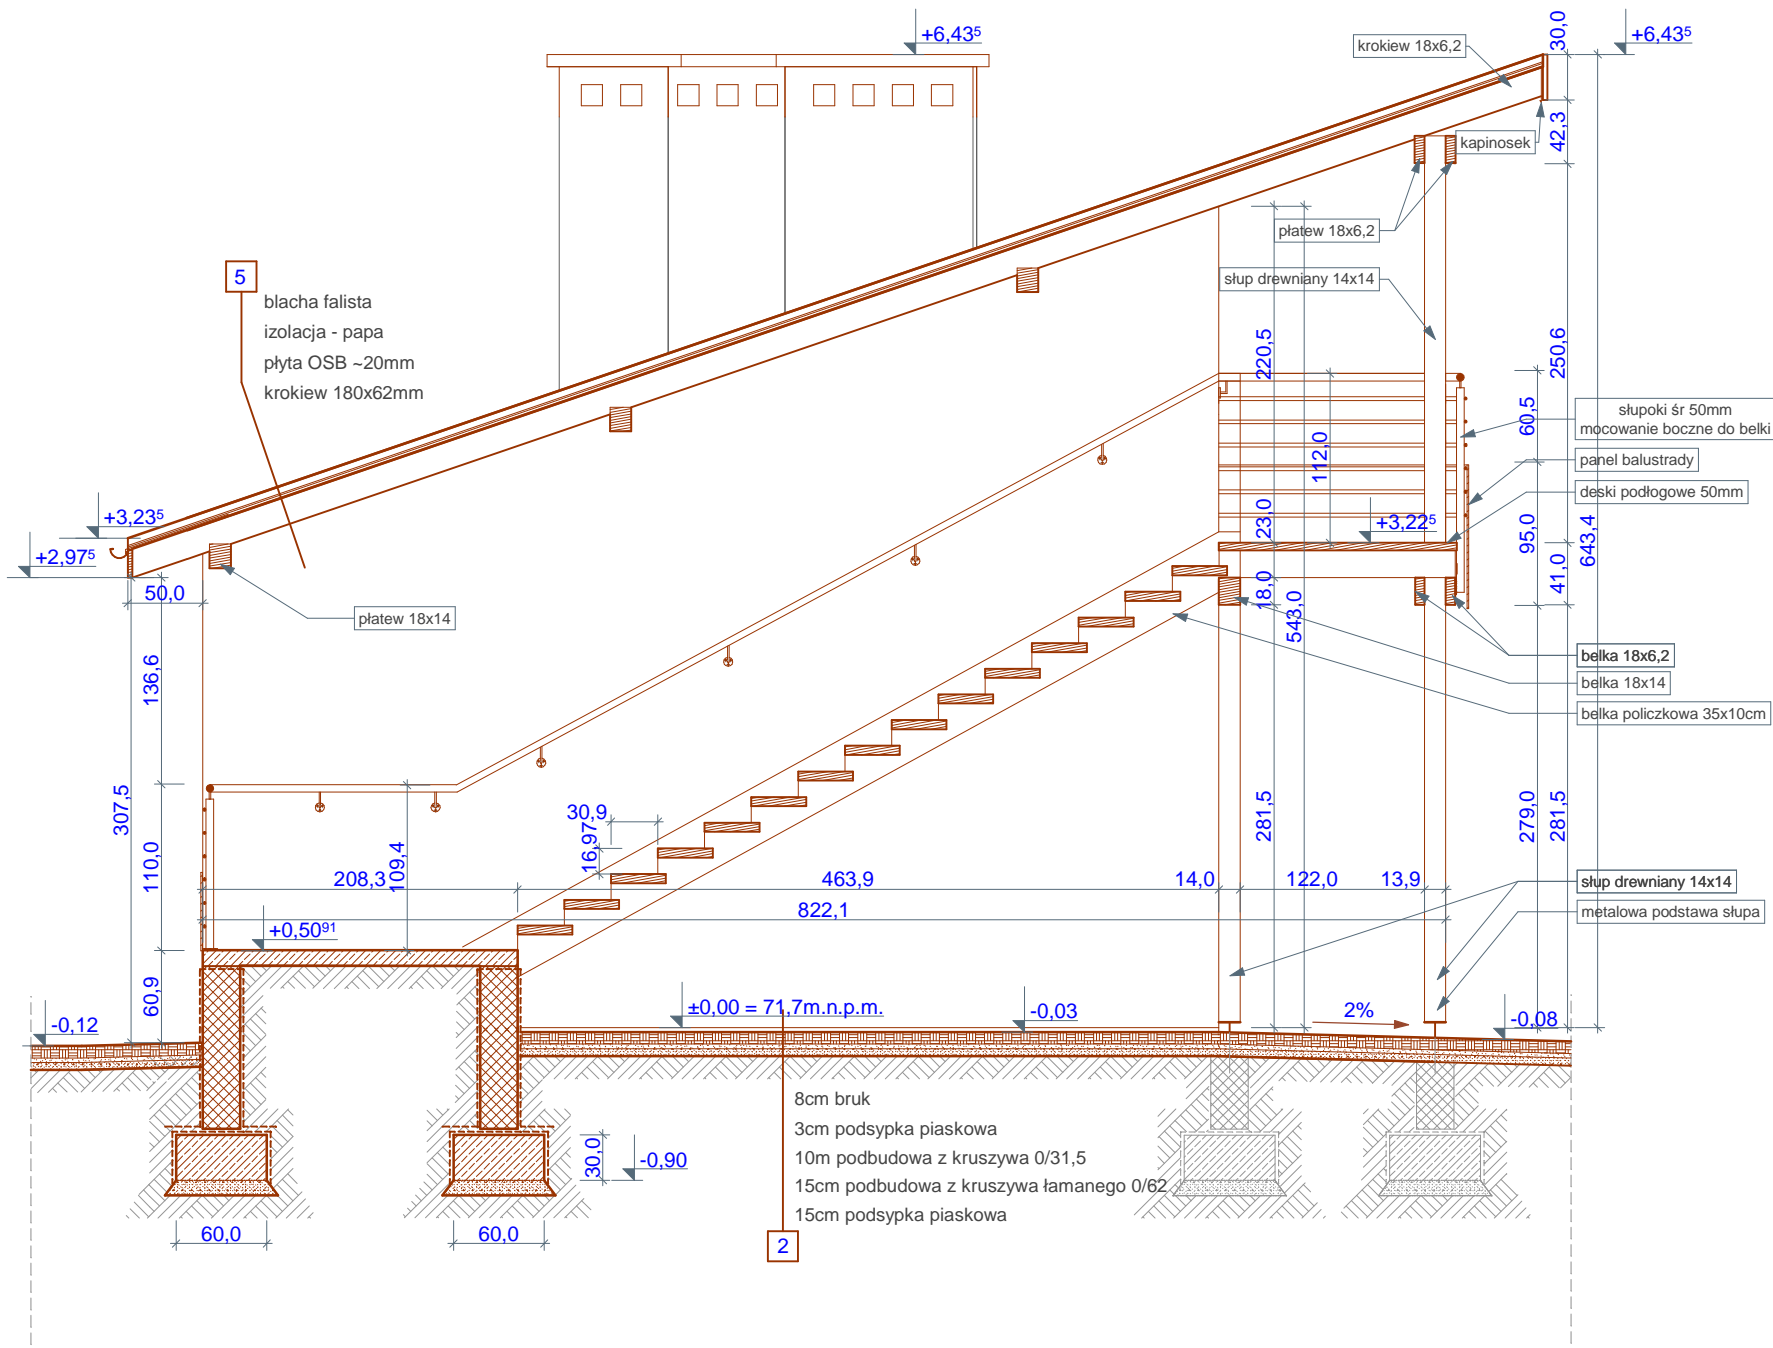 +6,43⁵
krokiew 18x6,2
30,0
+6,43⁵
42,3
kapinosek
płatew 18x6,2
słup drewniany 14x14
5
blacha falista
izolacja - papa
płyta OSB ~20mm
krokiew 180x62mm
220,5
250,6
60,5
słupoki śr 50mm
mocowanie boczne do belki
panel balustrady
deski podłogowe 50mm
112,0
23,0
+3,22⁵
95,0
643,4
+3,23⁵
+2,97⁵
50,0
płatew 18x14
18,0
543,0
41,0
belka 18x6,2
belka 18x14
belka policzkowa 35x10cm
136,6
307,5
110,0
109,4
30,9
16,97
281,5
279,0
281,5
208,3
463,9
14,0
122,0
13,9
822,1
słup drewniany 14x14
metalowa podstawa słupa
+0,50⁹¹
60,9
-0,12
±0,00 = 71,7m.n.p.m.
-0,03
2%
-0,08
8cm bruk
3cm podsypka piaskowa
10m podbudowa z kruszywa 0/31,5
15cm podbudowa z kruszywa łamanego 0/62
15cm podsypka piaskowa
30,0
-0,90
60,0
60,0
2